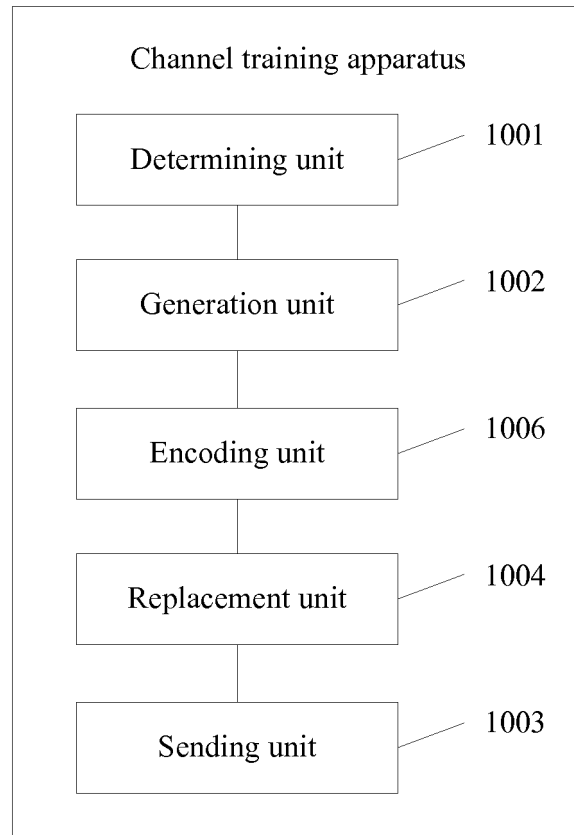 Channel training apparatus
1001
Determining unit
1002
Generation unit
1006
Encoding unit
1004
Replacement unit
1003
Sending unit